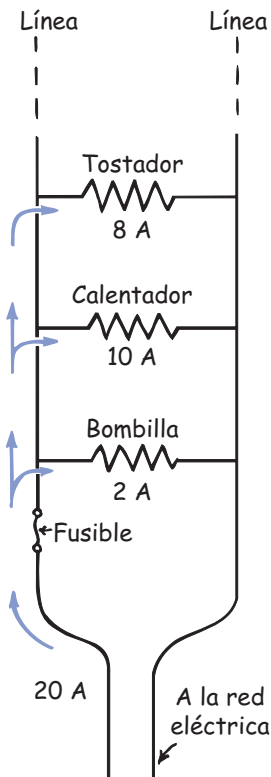 Línea Línea
Tostador
8 A
Calentador
10 A
Bombilla
2 A
Fusible
20 A
A la red
eléctrica